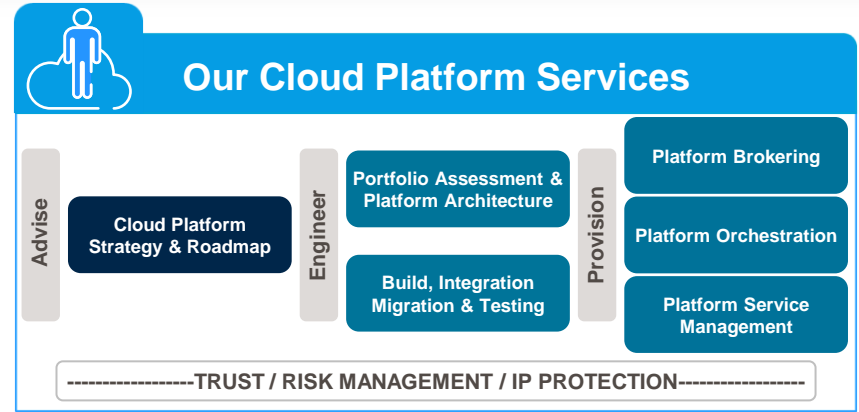 Our Cloud Platform Services
Advise
Cloud Platform
Strategy & Roadmap
Engineer
Portfolio Assessment &
Platform Architecture
Build, Integration
Migration & Testing
Provision
Platform Brokering
Platform Orchestration
Platform Service
Management
------------------TRUST / RISK MANAGEMENT / IP PROTECTION------------------